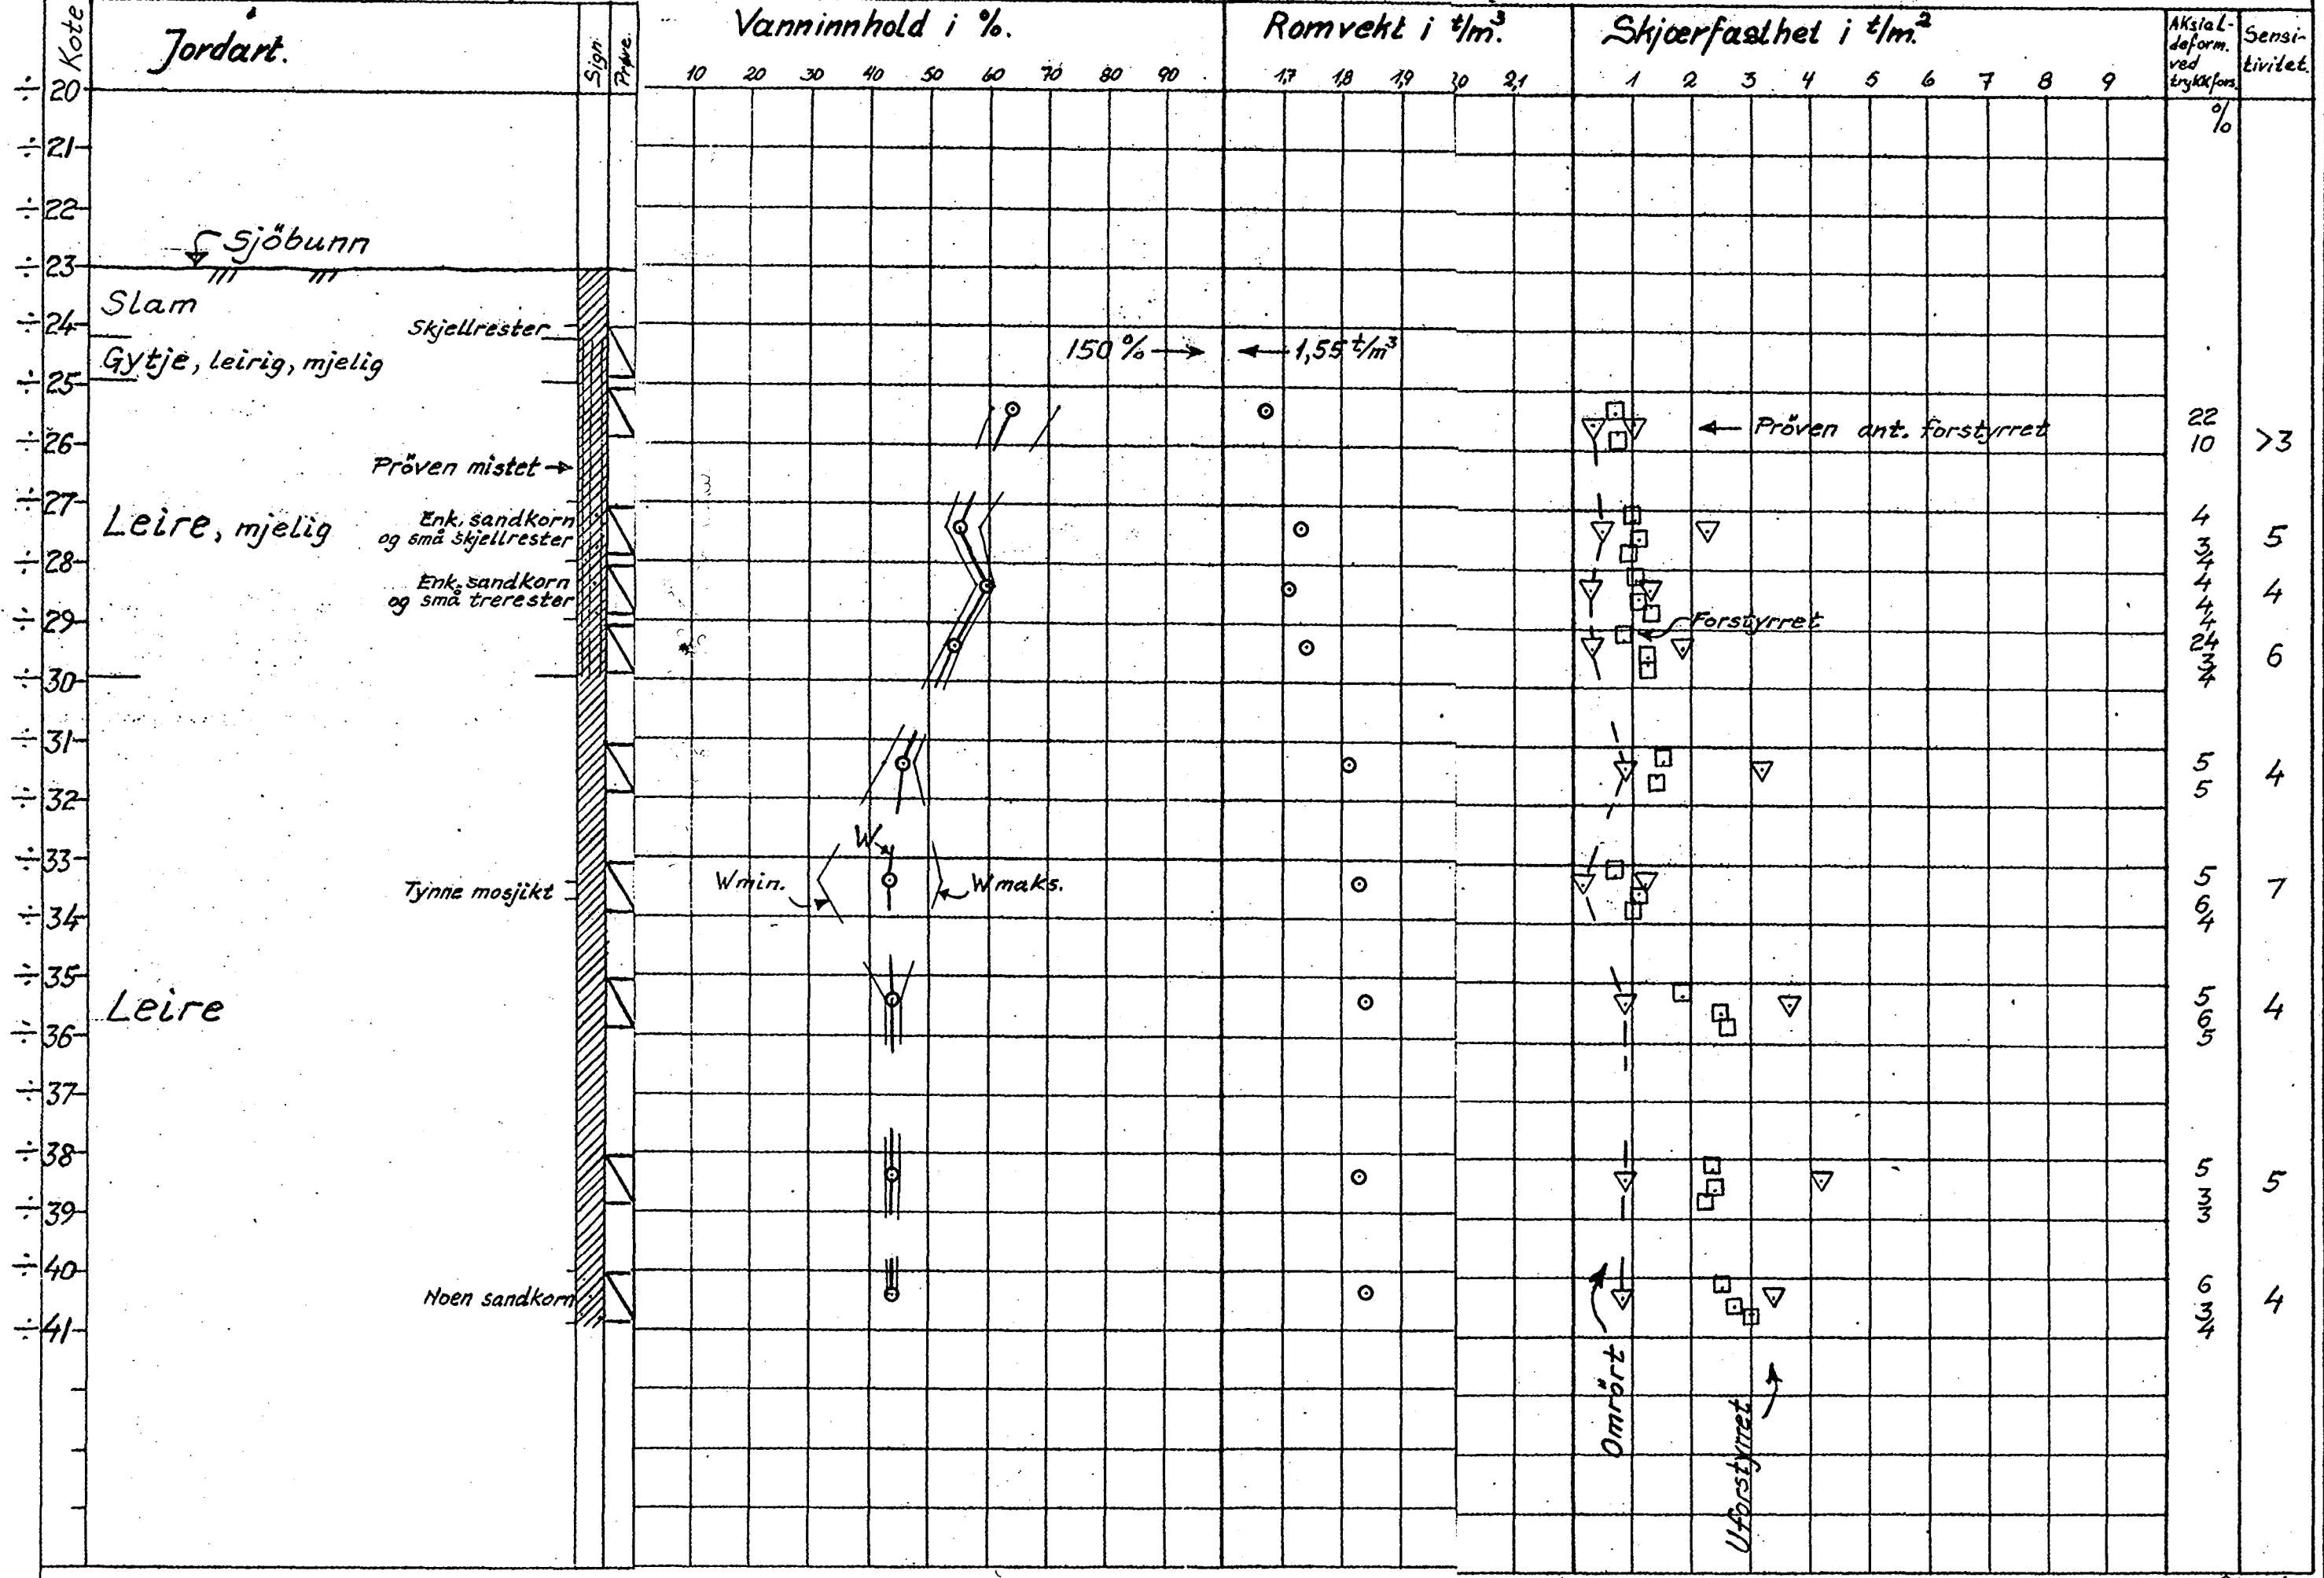 Kote
Jordart.
Sign.
Prøve.
Vanninnhold i %.
Romvekt i t/m³.
Skjærfasthet i t/m²
Aksial-
deform.
ved
trykkfors.
%
Sensi-
tivitet.
10 20 30 40 50 60 70 80 90
1,7 1,8 1,9 2,0 2,1
1 2 3 4 5 6 7 8 9
÷ 20
÷ 21
÷ 22
Sjöbunn
÷ 23
Slam
÷ 24
Skjellrester
Gytje, leirig, mjelig
150 % → ← 1,55 t/m³
÷ 25
← Pröven ant. forstyrret
22
÷ 26
10
>3
Pröven mistet →
÷ 27
Leire, mjelig
Enk. sandkorn
og små skjellrester
4
3
4
5
÷ 28
Enk. sandkorn
og små trerester
4
4
4
4
÷ 29
Forstyrret
24
3
4
6
÷ 30
÷ 31
5
5
4
÷ 32
W
÷ 33
Tynne mosjikt
Wmin.
Wmaks.
5
6
4
7
÷ 34
÷ 35
Leire
5
6
5
4
÷ 36
÷ 37
÷ 38
5
3
3
5
÷ 39
÷ 40
Noen sandkorn
6
3
4
4
÷ 41
Omrört
Uforstyrret